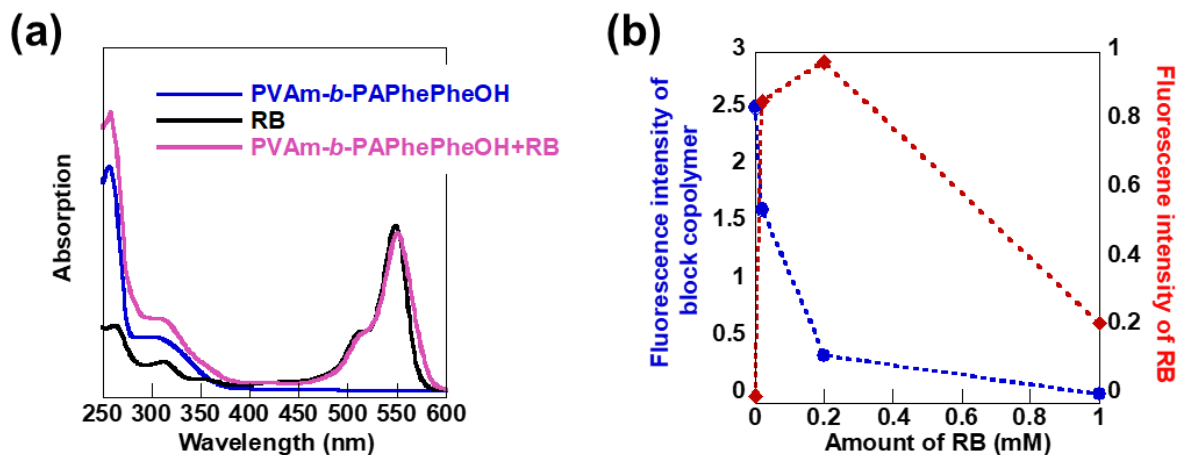 (a)
PVAm-b-PAPhePheOH
RB
PVAm-b-PAPhePheOH+RB
Absorption
250 300 350 400 450 500 550 600
Wavelength (nm)
(b)
Fluorescence intensity of
block copolymer
3
2.5
2
1.5
1
0.5
0
1
0.8
0.6
0.4
0.2
0
Fluorescene intensity of RB
0 0.2 0.4 0.6 0.8 1
Amount of RB (mM)